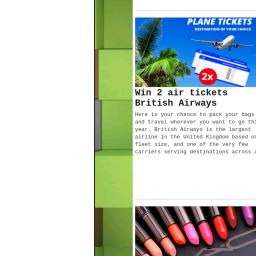 PLANE TICKETS
DESTINATION OF YOUR CHOICE
2x
Win 2 air tickets
British Airways
Here is your chance to pack your bags
and travel wherever you want to go thi
year. British Airways is the largest
airline in the United Kingdom based on
fleet size, and one of the very few
carriers serving destinations across a